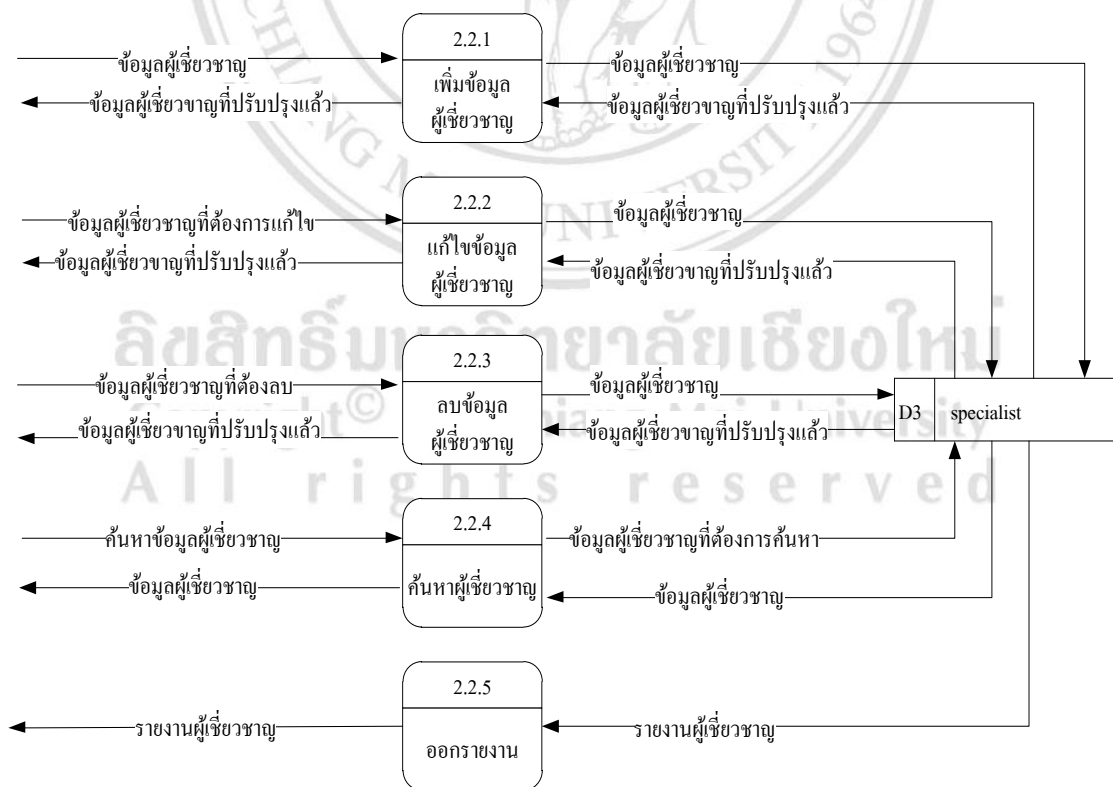 2.2.1
ข้อมูลผู้เชี่ยวชาญ
ข้อมูลผู้เชี่ยวชาญ
เพิ่มข้อมูล
ผู้เชี่ยวชาญ
ข้อมูลผู้เชี่ยวขาญที่ปรับปรุงแล้ว
ข้อมูลผู้เชี่ยวขาญที่ปรับปรุงแล้ว
CHIANG MAI UNIVERSITY 1964
2.2.2
ข้อมูลผู้เชี่ยวชาญที่ต้องการแก้ไข
ข้อมูลผู้เชี่ยวชาญ
แก้ไขข้อมูล
ผู้เชี่ยวชาญ
ข้อมูลผู้เชี่ยวขาญที่ปรับปรุงแล้ว
ข้อมูลผู้เชี่ยวขาญที่ปรับปรุงแล้ว
ลิขสิทธิ์มหาวิทยาลัยเชียงใหม่
2.2.3
ข้อมูลผู้เชี่ยวชาญที่ต้องลบ
ข้อมูลผู้เชี่ยวชาญ
ลบข้อมูล
ผู้เชี่ยวชาญ
ข้อมูลผู้เชี่ยวขาญที่ปรับปรุงแล้ว
ข้อมูลผู้เชี่ยวขาญที่ปรับปรุงแล้ว
D3 specialist
Copyright© by Chiang Mai University
All rights reserved
2.2.4
ค้นหาข้อมูลผู้เชี่ยวชาญ
ข้อมูลผู้เชี่ยวชาญที่ต้องการค้นหา
ข้อมูลผู้เชี่ยวชาญ
ค้นหาผู้เชี่ยวชาญ
ข้อมูลผู้เชี่ยวชาญ
2.2.5
รายงานผู้เชี่ยวชาญ
ออกรายงาน
รายงานผู้เชี่ยวชาญ